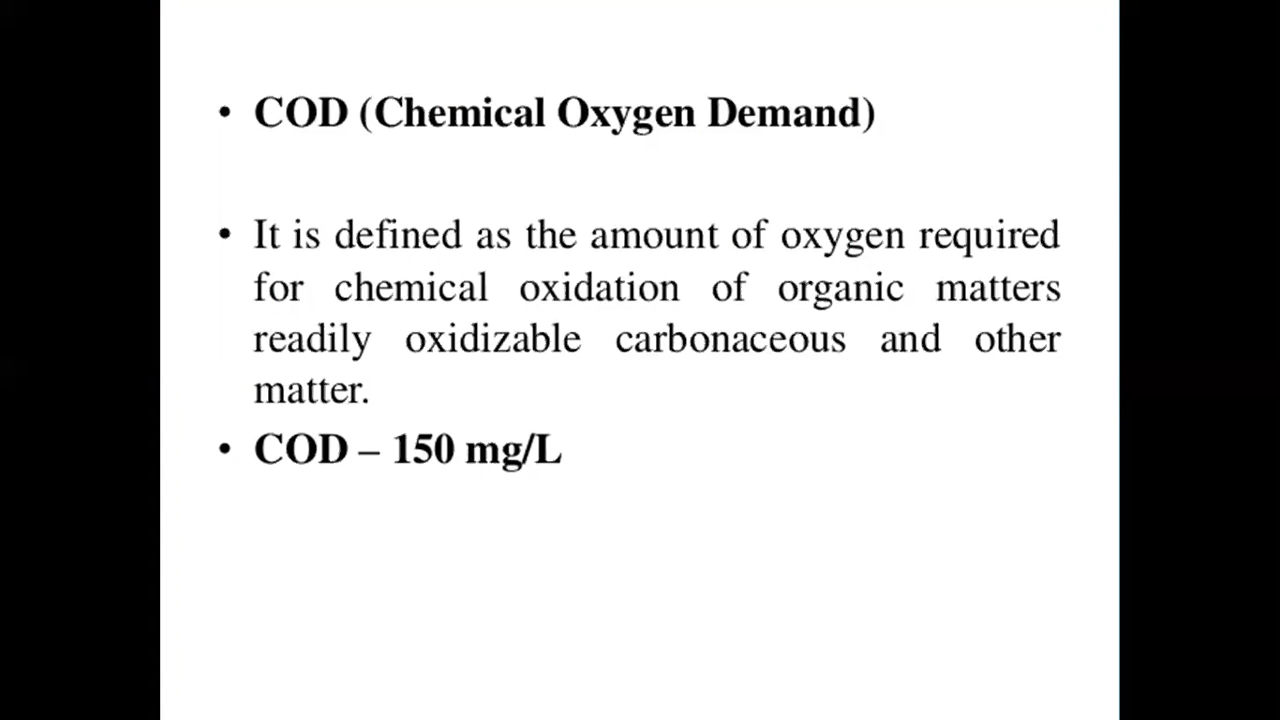 • COD (Chemical Oxygen Demand)
• It is defined as the amount of oxygen required
for chemical oxidation of organic matters
readily oxidizable carbonaceous and other
matter.
• COD – 150 mg/L